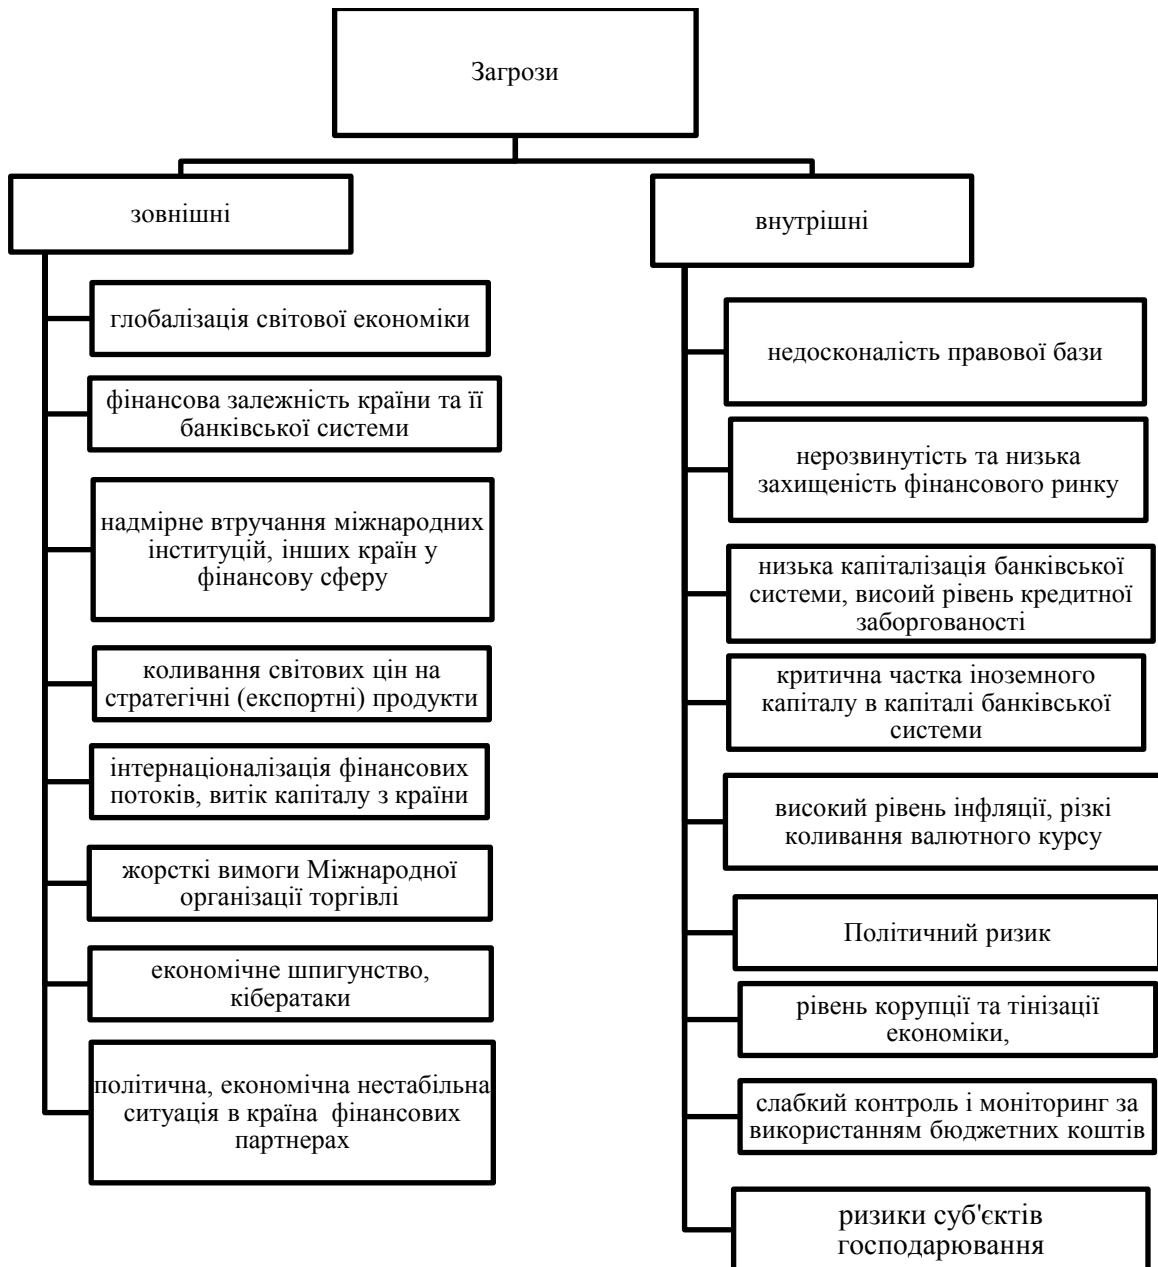 Загрози
зовнішні
глобалізація світової економіки
фінансова залежність країни та її
банківської системи
надмірне втручання міжнародних
інституцій, інших країн у
фінансову сферу
коливання світових цін на
стратегічні (експортні) продукти
інтернаціоналізація фінансових
потоків, витік капіталу з країни
жорсткі вимоги Міжнародної
організації торгівлі
економічне шпигунство,
кібератаки
політична, економічна нестабільна
ситуація в країна фінансових
партнерах
внутрішні
недосконалість правової бази
нерозвинутість та низька
захищеність фінансового ринку
низька капіталізація банківської
системи, висоий рівень кредитної
заборгованості
критична частка іноземного
капіталу в капіталі банківської
системи
високий рівень інфляції, різкі
коливання валютного курсу
Політичний ризик
рівень корупції та тінізації
економіки,
слабкий контроль і моніторинг за
використанням бюджетних коштів
ризики суб'єктів
господарювання